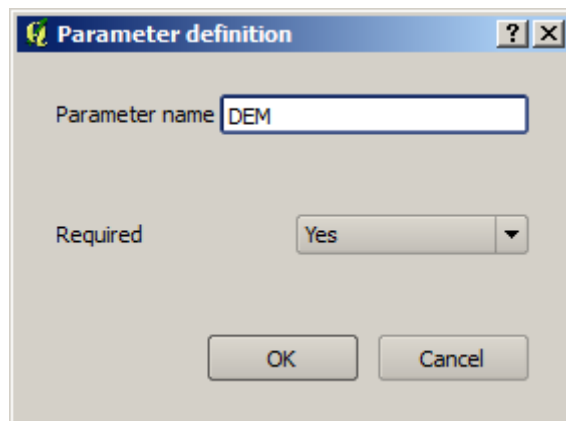 Parameter definition
Parameter name DEM
Required Yes
OK Cancel